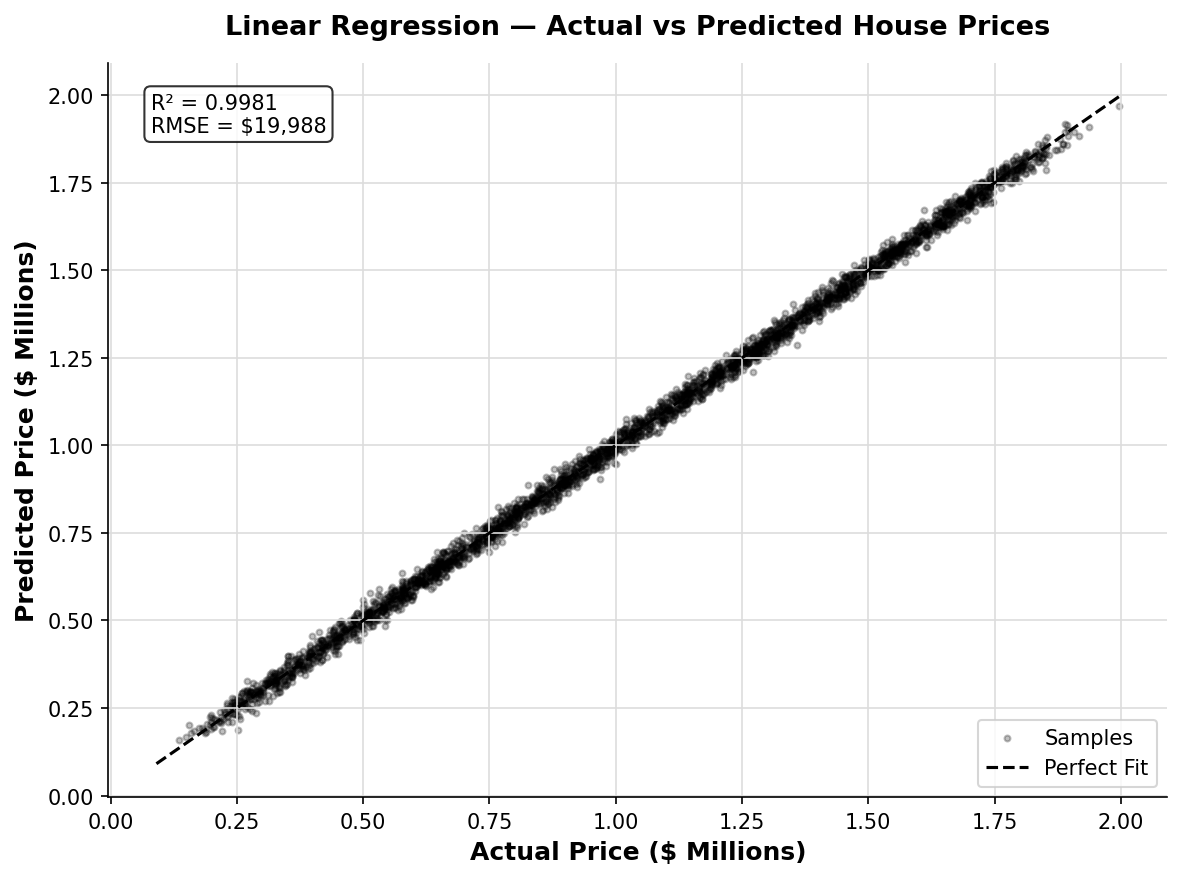 Linear Regression — Actual vs Predicted House Prices
R² = 0.9981
RMSE = $19,988
Predicted Price ($ Millions)
2.00
1.75
1.50
1.25
1.00
0.75
0.50
0.25
0.00
Samples
Perfect Fit
0.00 0.25 0.50 0.75 1.00 1.25 1.50 1.75 2.00
Actual Price ($ Millions)